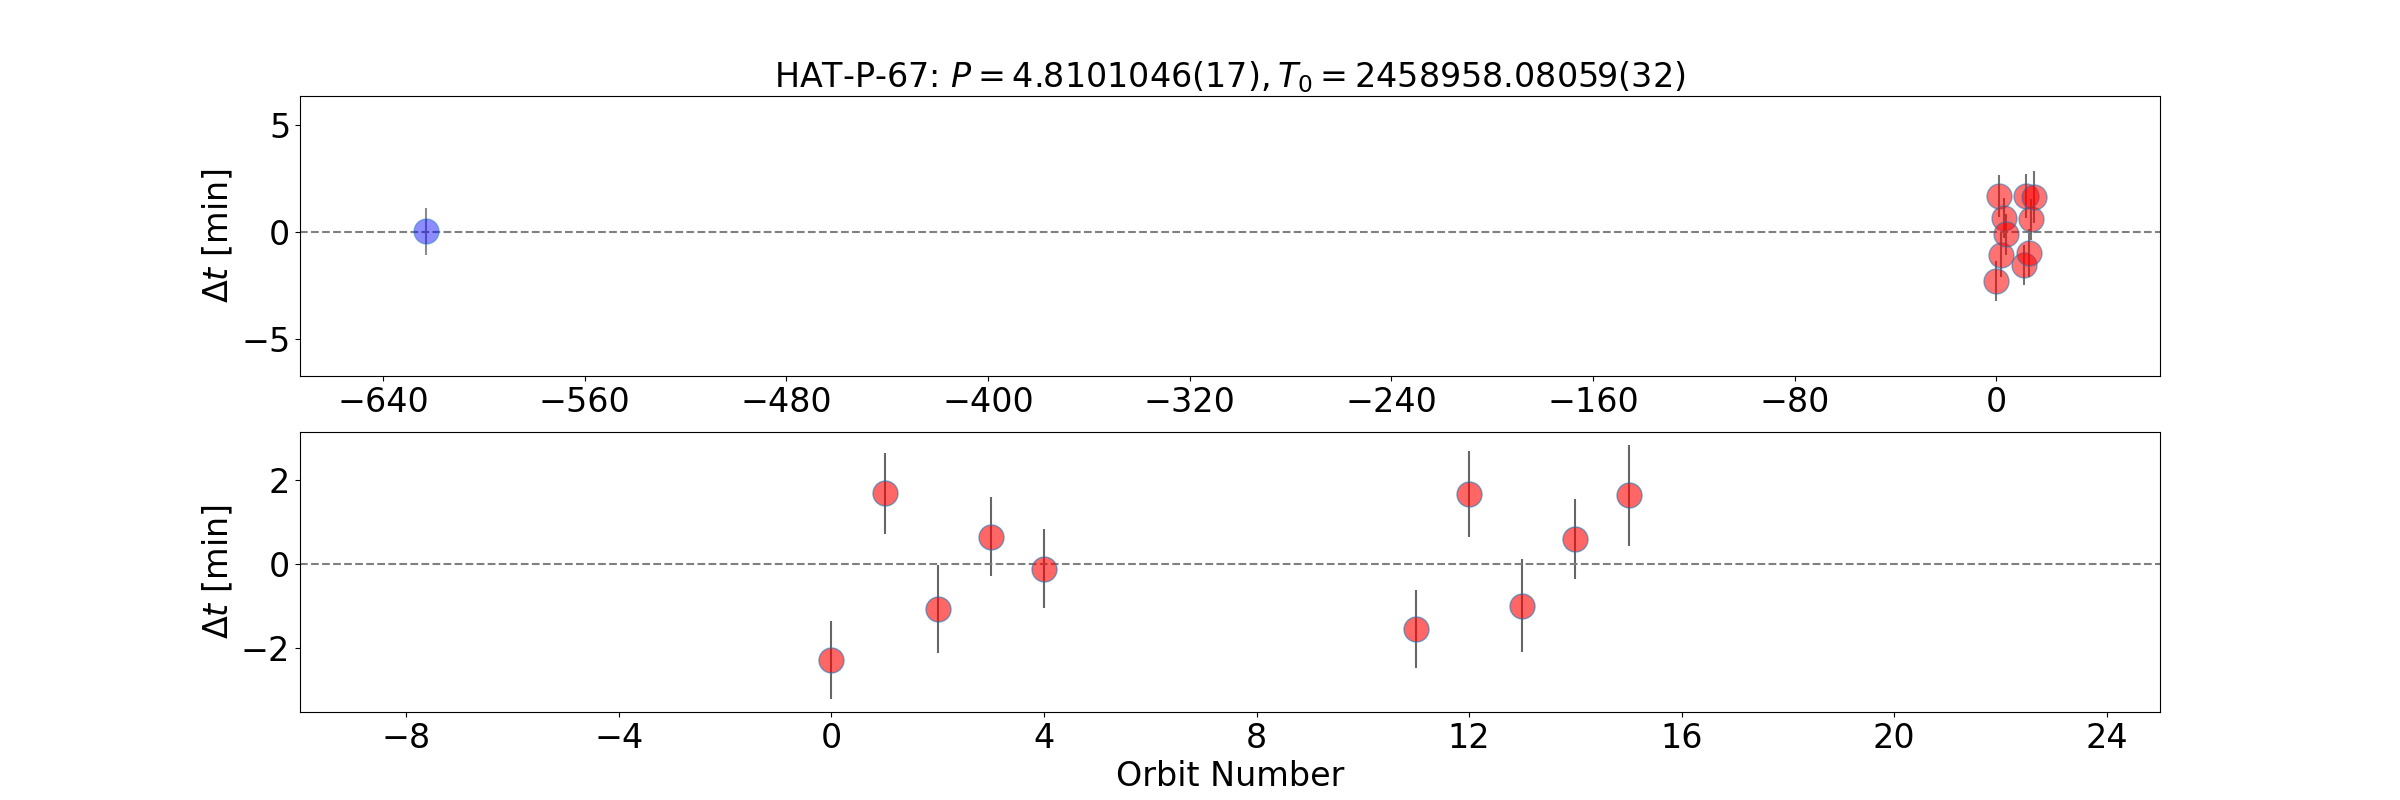 HAT-P-67: P = 4.8101046(17), T₀ = 2458958.08059(32)
Δt [min]
5
0
−5
−640 −560 −480 −400 −320 −240 −160 −80 0
Δt [min]
2
0
−2
−8 −4 0 4 8 12 16 20 24
Orbit Number